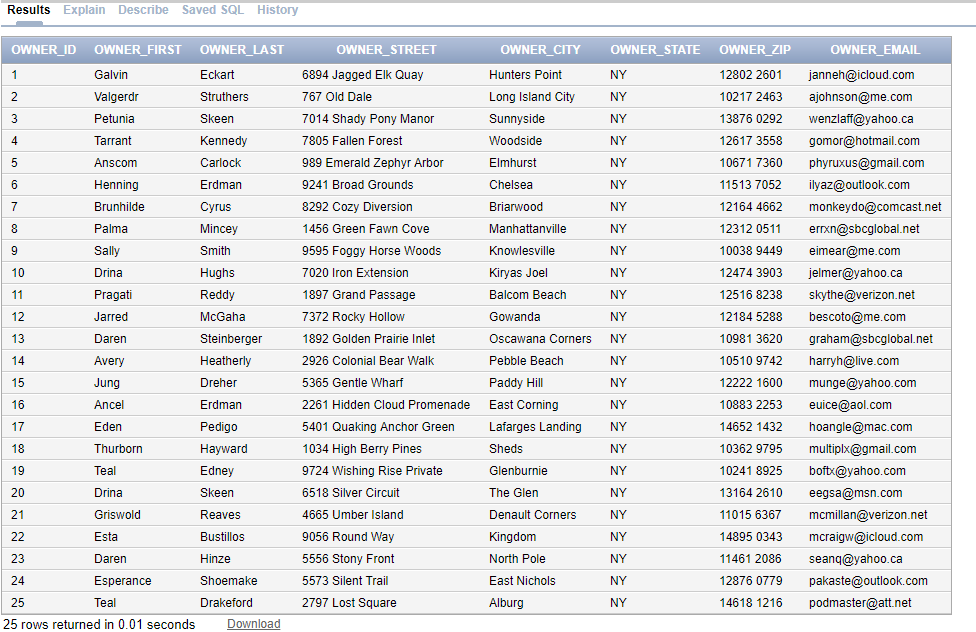 Results Explain Describe Saved SQL History
OWNER_ID OWNER_FIRST OWNER_LAST OWNER_STREET OWNER_CITY OWNER_STATE OWNER_ZIP OWNER_EMAIL
1 Galvin Eckart 6894 Jagged Elk Quay Hunters Point NY 12802 2601 janneh@icloud.com
2 Valgerdr Struthers 767 Old Dale Long Island City NY 10217 2463 ajohnson@me.com
3 Petunia Skeen 7014 Shady Pony Manor Sunnyside NY 13876 0292 wenzlaff@yahoo.ca
4 Tarrant Kennedy 7805 Fallen Forest Woodside NY 12617 3558 gomor@hotmail.com
5 Anscom Carlock 989 Emerald Zephyr Arbor Elmhurst NY 10671 7360 phyruxus@gmail.com
6 Henning Erdman 9241 Broad Grounds Chelsea NY 11513 7052 ilyaz@outlook.com
7 Brunhilde Cyrus 8292 Cozy Diversion Briarwood NY 12164 4662 monkeydo@comcast.net
8 Palma Mincey 1456 Green Fawn Cove Manhattanville NY 12312 0511 errxn@sbcglobal.net
9 Sally Smith 9595 Foggy Horse Woods Knowlesville NY 10038 9449 eimear@me.com
10 Drina Hughs 7020 Iron Extension Kiryas Joel NY 12474 3903 jelmer@yahoo.ca
11 Pragati Reddy 1897 Grand Passage Balcom Beach NY 12516 8238 skythe@verizon.net
12 Jarred McGaha 7372 Rocky Hollow Gowanda NY 12184 5288 bescoto@me.com
13 Daren Steinberger 1892 Golden Prairie Inlet Oscawana Corners NY 10981 3620 graham@sbcglobal.net
14 Avery Heatherly 2926 Colonial Bear Walk Pebble Beach NY 10510 9742 harryh@live.com
15 Jung Dreher 5365 Gentle Wharf Paddy Hill NY 12222 1600 munge@yahoo.com
16 Ancel Erdman 2261 Hidden Cloud Promenade East Corning NY 10883 2253 euice@aol.com
17 Eden Pedigo 5401 Quaking Anchor Green Lafarges Landing NY 14652 1432 hoangle@mac.com
18 Thurborn Hayward 1034 High Berry Pines Sheds NY 10362 9795 multiplx@gmail.com
19 Teal Edney 9724 Wishing Rise Private Glenburnie NY 10241 8925 boftx@yahoo.com
20 Drina Skeen 6518 Silver Circuit The Glen NY 13164 2610 eegsa@msn.com
21 Griswold Reaves 4665 Umber Island Denault Corners NY 11015 6367 mcmillan@verizon.net
22 Esta Bustillos 9056 Round Way Kingdom NY 14895 0343 mcraigw@icloud.com
23 Daren Hinze 5556 Stony Front North Pole NY 11461 2086 seanq@yahoo.ca
24 Esperance Shoemake 5573 Silent Trail East Nichols NY 12876 0779 pakaste@outlook.com
25 Teal Drakeford 2797 Lost Square Alburg NY 14618 1216 podmaster@att.net
25 rows returned in 0.01 seconds Download